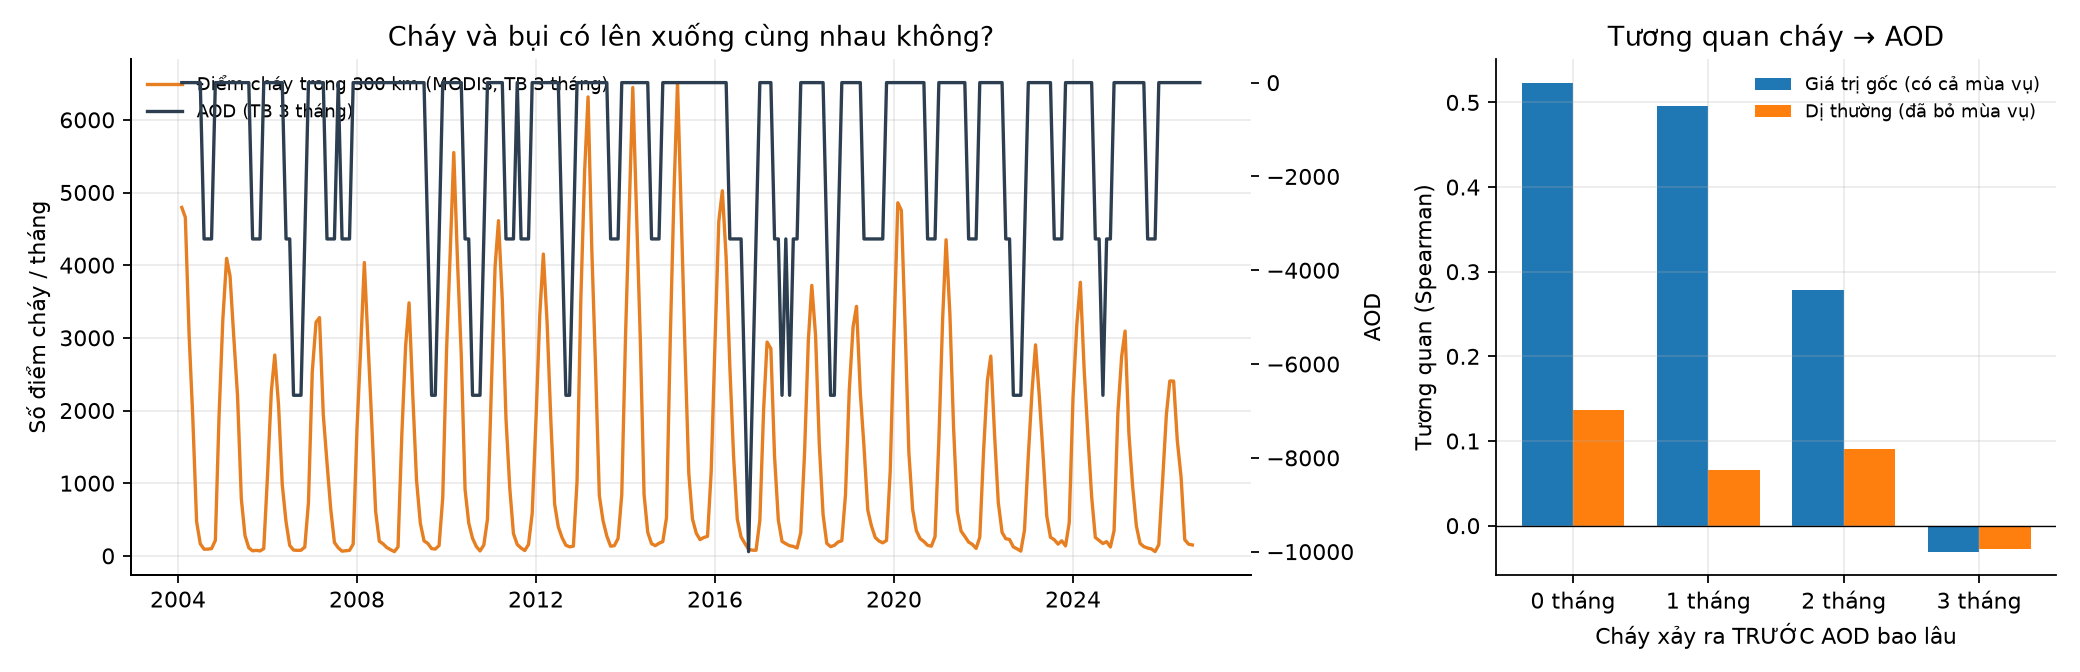 Cháy và bụi có lên xuống cùng nhau không?
Điểm cháy trong 300 km (MODIS, TB 3 tháng)
AOD (TB 3 tháng)
Số điểm cháy / tháng
6000
5000
4000
3000
2000
1000
0
2004
2008
2012
2016
2020
2024
0
−2000
−4000
−6000
−8000
−10000
AOD
Tương quan cháy → AOD
Giá trị gốc (có cả mùa vụ)
Dị thường (đã bỏ mùa vụ)
Tương quan (Spearman)
0.5
0.4
0.3
0.2
0.1
0.0
0 tháng
1 tháng
2 tháng
3 tháng
Cháy xảy ra TRƯỚC AOD bao lâu